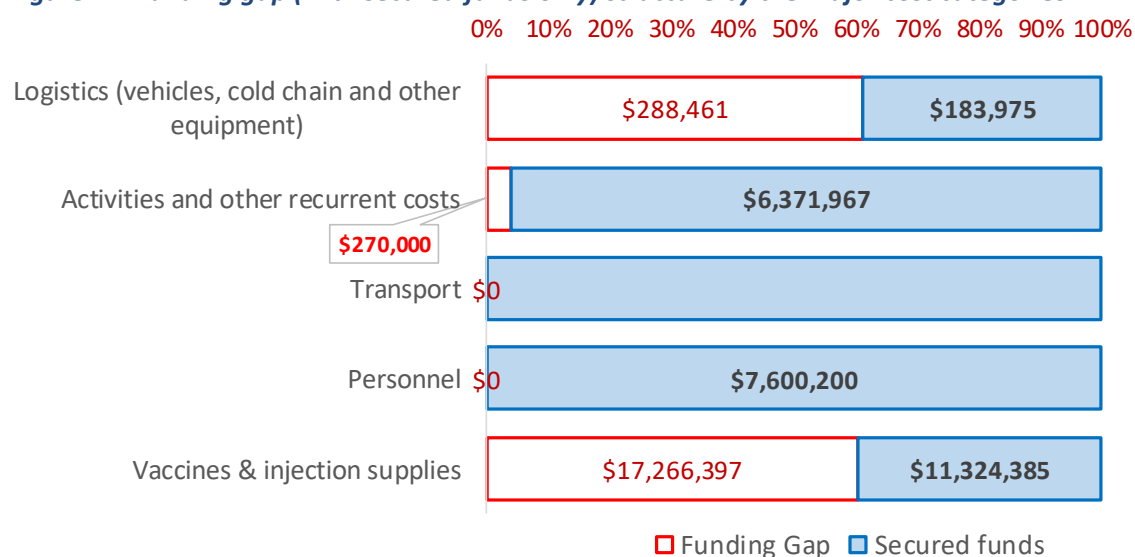 0% 10% 20% 30% 40% 50% 60% 70% 80% 90% 100%
Logistics (vehicles, cold chain and other
equipment)
$288,461 $183,975
Activities and other recurrent costs
$6,371,967
$270,000
Transport $0
Personnel $0 $7,600,200
Vaccines & injection supplies $17,266,397 $11,324,385
Funding Gap Secured funds